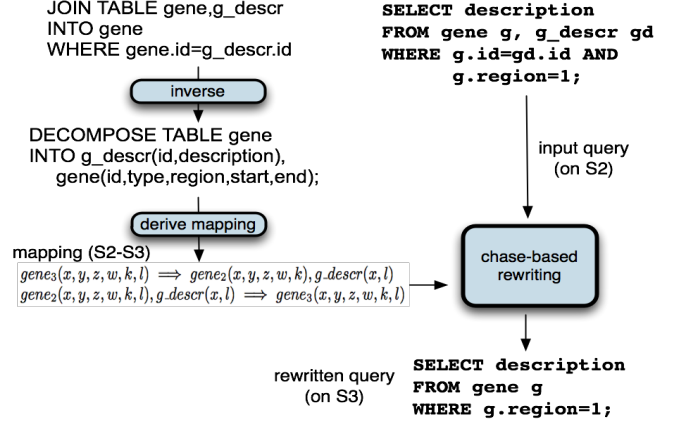 JOIN TABLE gene,g_descr
INTO gene
WHERE gene.id=g_descr.id
inverse
DECOMPOSE TABLE gene
INTO g_descr(id,description),
gene(id,type,region,start,end);
derive mapping
mapping (S2-S3)
gene₃(x, y, z, w, k, l) ⟹ gene₂(x, y, z, w, k), g_descr(x, l)
gene₂(x, y, z, w, k, l), g_descr(x, l) ⟹ gene₃(x, y, z, w, k, l)
SELECT description
FROM gene g, g_descr gd
WHERE g.id=gd.id AND
g.region=1;
input query
(on S2)
chase-based
rewriting
rewritten query
(on S3)
SELECT description
FROM gene g
WHERE g.region=1;